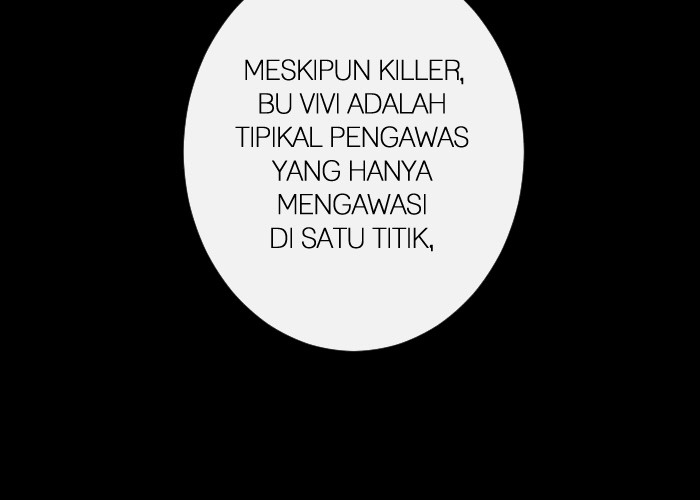 MESKIPUN KILLER,
BU VIVI ADALAH
TIPIKAL PENGAWAS
YANG HANYA
MENGAWASI
DI SATU TITIK,